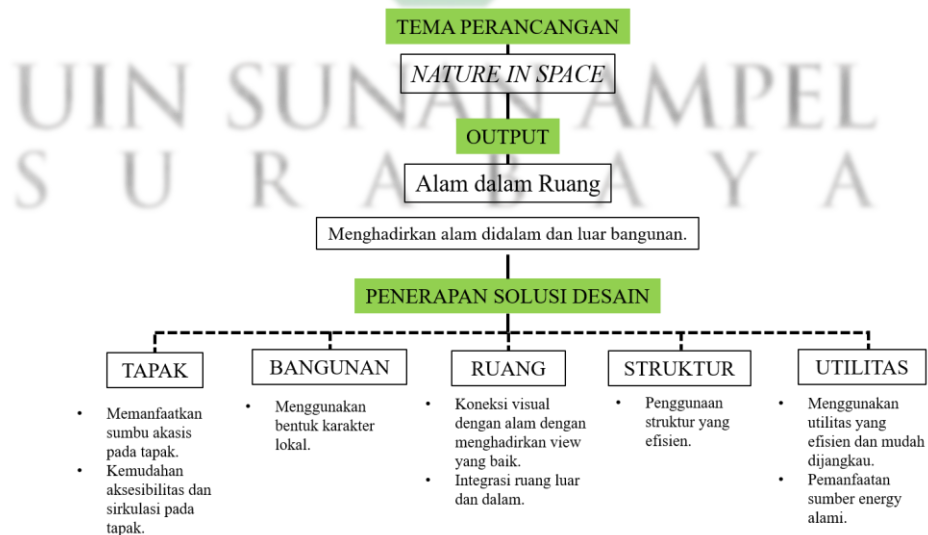 TEMA PERANCANGAN
NATURE IN SPACE
UIN SUNAN AMPEL
OUTPUT
SURABAYA
Alam dalam Ruang
Menghadirkan alam didalam dan luar bangunan.
PENERAPAN SOLUSI DESAIN
TAPAK
• Memanfaatkan
sumbu akasis
pada tapak.
• Kemudahan
aksesibilitas dan
sirkulasi pada
tapak.
BANGUNAN
• Menggunakan
bentuk karakter
lokal.
RUANG
• Koneksi visual
dengan alam dengan
menghadirkan view
yang baik.
• Integrasi ruang luar
dan dalam.
STRUKTUR
• Penggunaan
struktur yang
efisien.
UTILITAS
• Menggunakan
utilitas yang
efisien dan mudah
dijangkau.
• Pemanfaatan
sumber energy
alami.